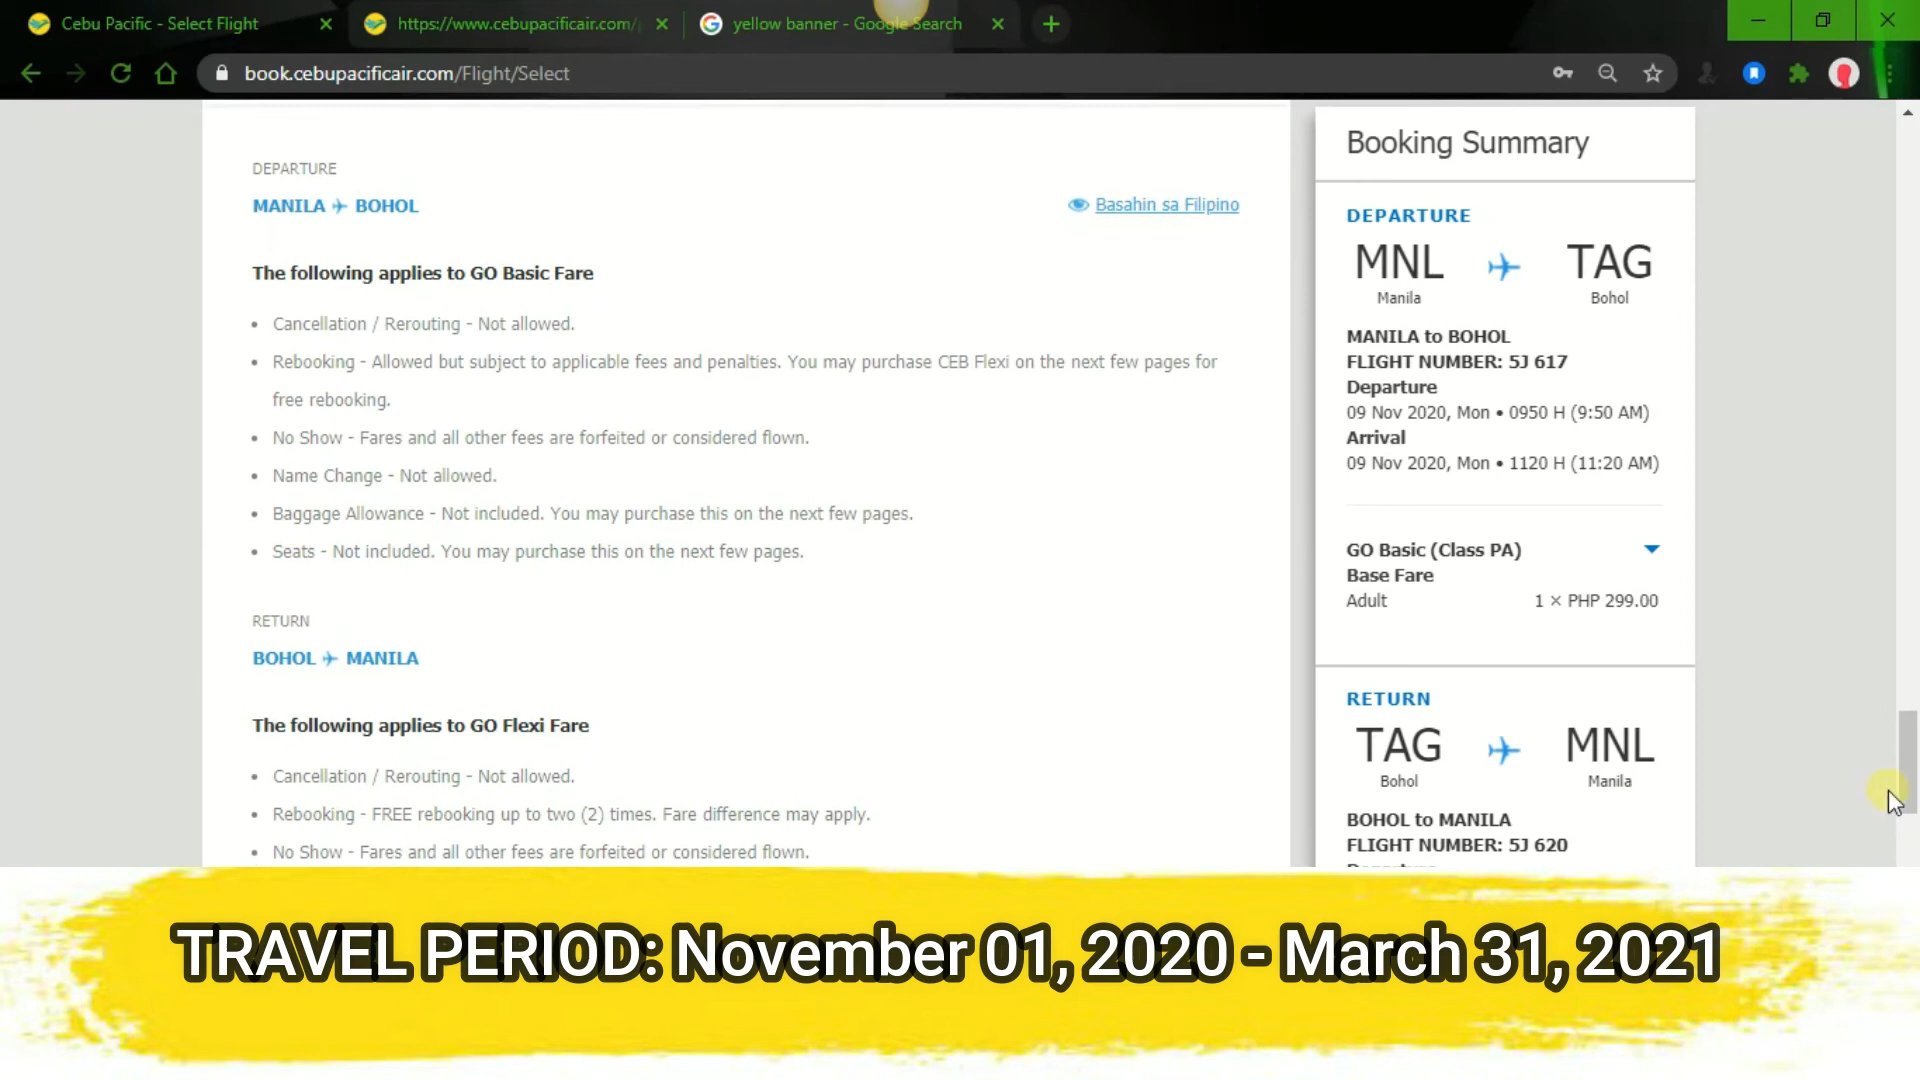 Cebu Pacific - Select Flight
https://www.cebupacificair.com/
yellow banner - Google Search
book.cebupacificair.com/Flight/Select
DEPARTURE
MANILA BOHOL
Basahin sa Filipino
The following applies to GO Basic Fare
• Cancellation / Rerouting - Not allowed.
• Rebooking - Allowed but subject to applicable fees and penalties. You may purchase CEB Flexi on the next few pages for
free rebooking.
• No Show - Fares and all other fees are forfeited or considered flown.
• Name Change - Not allowed.
• Baggage Allowance - Not included. You may purchase this on the next few pages.
• Seats - Not included. You may purchase this on the next few pages.
RETURN
BOHOL MANILA
The following applies to GO Flexi Fare
• Cancellation / Rerouting - Not allowed.
• Rebooking - FREE rebooking up to two (2) times. Fare difference may apply.
• No Show - Fares and all other fees are forfeited or considered flown.
Booking Summary
DEPARTURE
MNL TAG
Manila Bohol
MANILA to BOHOL
FLIGHT NUMBER: 5J 617
Departure
09 Nov 2020, Mon • 0950 H (9:50 AM)
Arrival
09 Nov 2020, Mon • 1120 H (11:20 AM)
GO Basic (Class PA)
Base Fare
Adult 1 × PHP 299.00
RETURN
TAG MNL
Bohol Manila
BOHOL to MANILA
FLIGHT NUMBER: 5J 620
TRAVEL PERIOD: November 01, 2020 - March 31, 2021